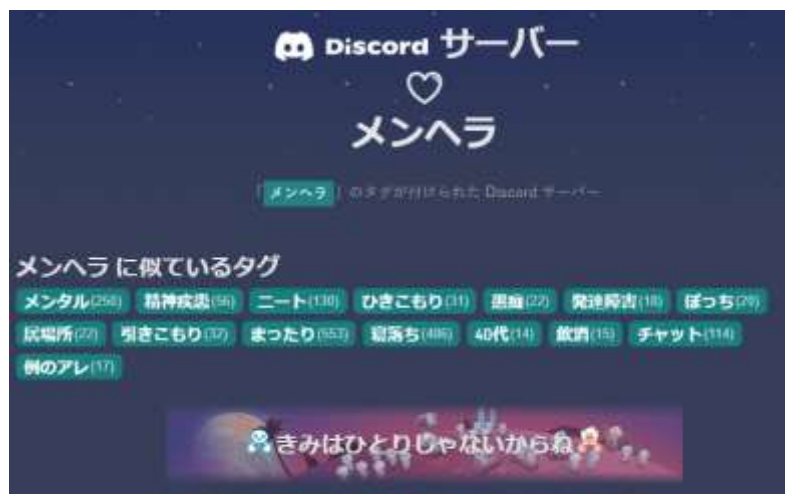 Discord サーバー
♡
メンヘラ
「メンヘラ」のタグが付けられた Discord サーバー
メンヘラ に似ているタグ
メンタル(250) 精神疾患(56) ニート(130) ひきこもり(31) 愚痴(22) 発達障害(18) ぼっち(20)
居場所(22) 引きこもり(32) まったり(553) 寝落ち(486) 40代(14) 飲酒(15) チャット(114)
例のアレ(17)
きみはひとりじゃないからね